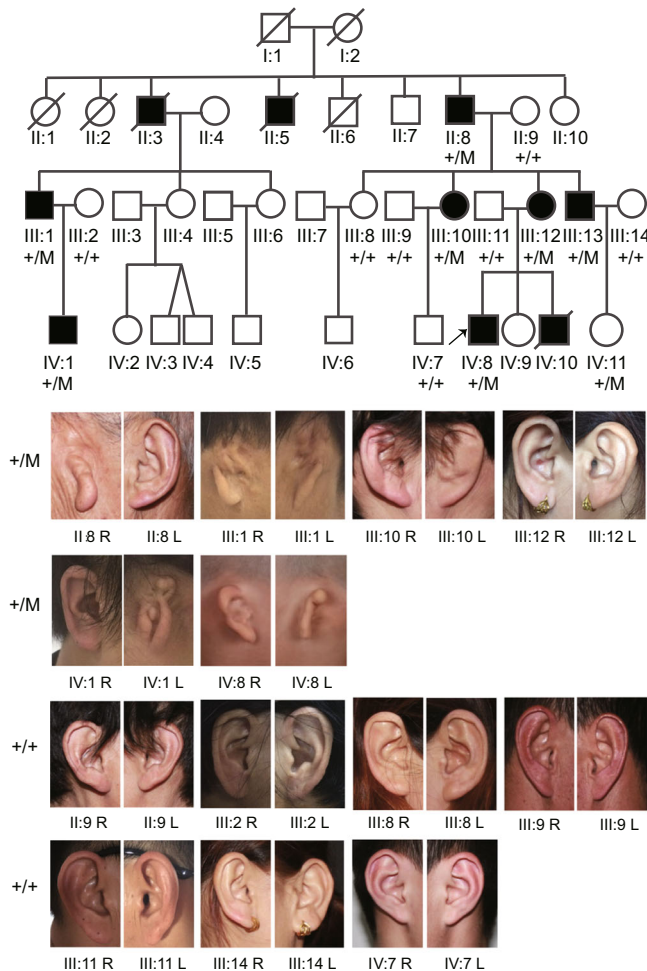 I:1 I:2
II:1 II:2 II:3 II:4 II:5 II:6 II:7 II:8 II:9 II:10
+/M +/+
III:1 III:2 III:3 III:4 III:5 III:6 III:7 III:8 III:9 III:10 III:11 III:12 III:13 III:14
+/M +/+ +/+ +/+ +/M +/+ +/M +/M +/+
IV:1 IV:2 IV:3 IV:4 IV:5 IV:6 IV:7 IV:8 IV:9 IV:10 IV:11
+/M +/+ +/M +/M
+/M
II:8 R II:8 L III:1 R III:1 L III:10 R III:10 L III:12 R III:12 L
+/M
IV:1 R IV:1 L IV:8 R IV:8 L
+/+
II:9 R II:9 L III:2 R III:2 L III:8 R III:8 L III:9 R III:9 L
+/+
III:11 R III:11 L III:14 R III:14 L IV:7 R IV:7 L